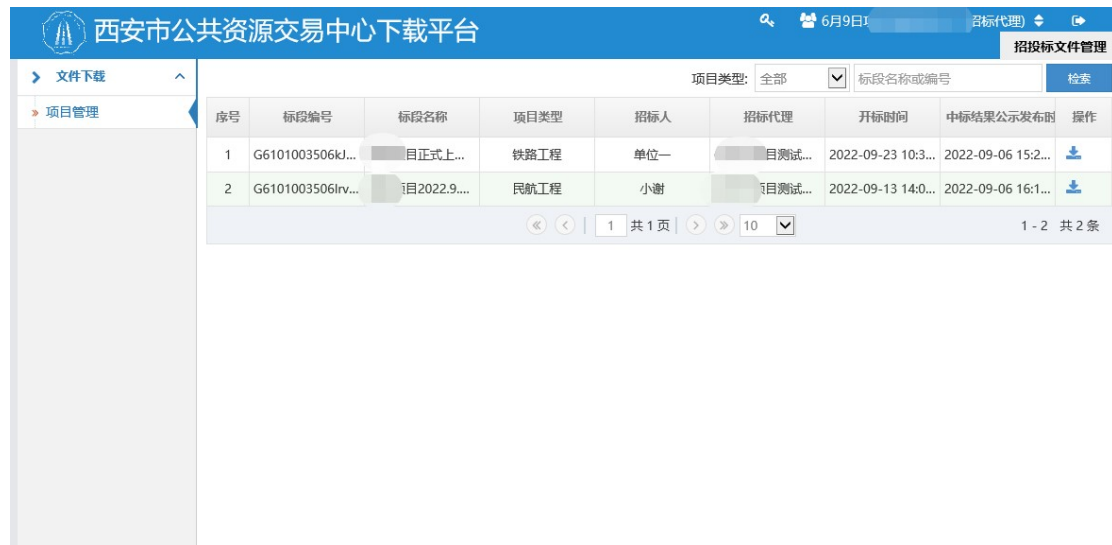 西安市公共资源交易中心下载平台
6月9日 招标代理)
招投标文件管理
文件下载
项目管理
项目类型: 全部 标段名称或编号 检索
序号 标段编号 标段名称 项目类型 招标人 招标代理 开标时间 中标结果公示发布时 操作
1 G6101003506kJ... 目正式上... 铁路工程 单位一 目测试... 2022-09-23 10:3... 2022-09-06 15:2...
2 G6101003506lrv... 项目2022.9.... 民航工程 小谢 项目测试... 2022-09-13 14:0... 2022-09-06 16:1...
1 共1页 10 1 - 2 共2条